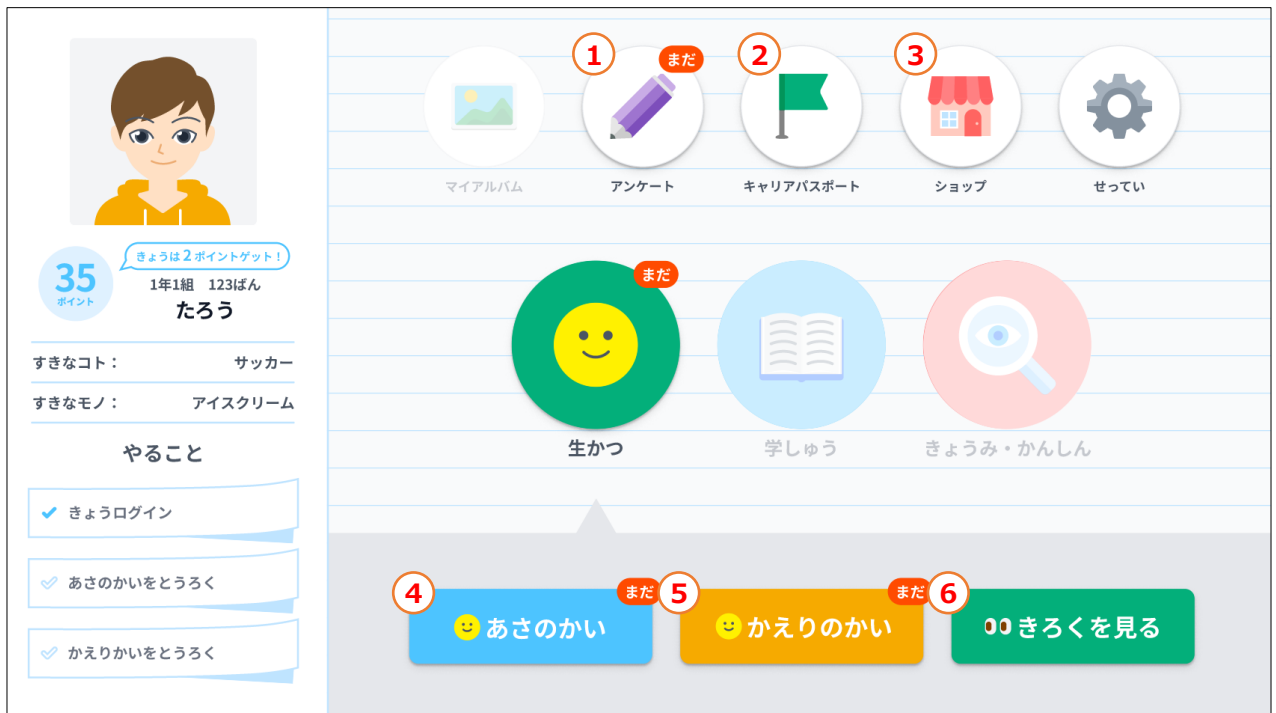 35
ポイント
きょうは2ポイントゲット！
1年1組 123ばん
たろう
すきなコト： サッカー
すきなモノ： アイスクリーム
やること
きょうログイン
あさのかいをとうろく
かえりかいをとうろく
マイアルバム
1
まだ
アンケート
2
キャリアパスポート
3
ショップ
せってい
まだ
生かつ
学しゅう
きょうみ・かんしん
4
まだ
あさのかい
5
まだ
かえりのかい
6
きろくを見る